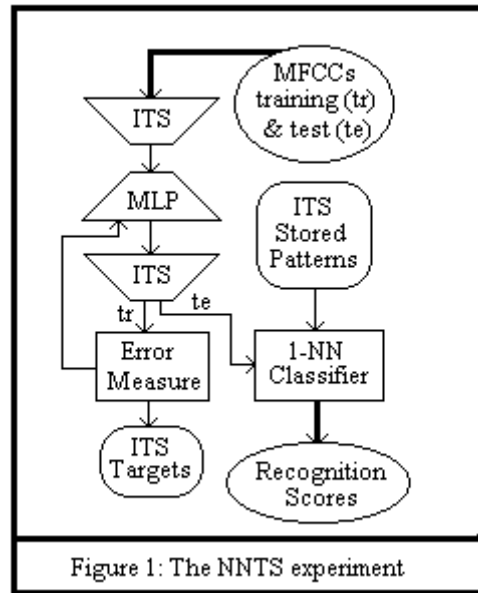 MFCCs
training (tr)
& test (te)
ITS
MLP
ITS
Stored
Patterns
ITS
tr
te
Error
Measure
1-NN
Classifier
ITS
Targets
Recognition
Scores
Figure 1: The NNTS experiment